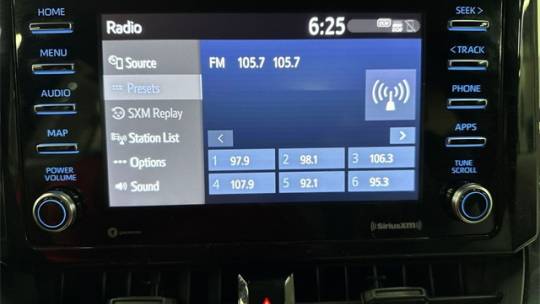 HOME
MENU
AUDIO
MAP
POWER
VOLUME
Radio
6:25
DCM
Source
Presets
SXM Replay
Station List
Options
Sound
FM 105.7 105.7
1 97.9
2 98.1
3 106.3
4 107.9
5 92.1
6 95.3
SEEK >
< TRACK
PHONE
APPS
TUNE
SCROLL
SiriusXM